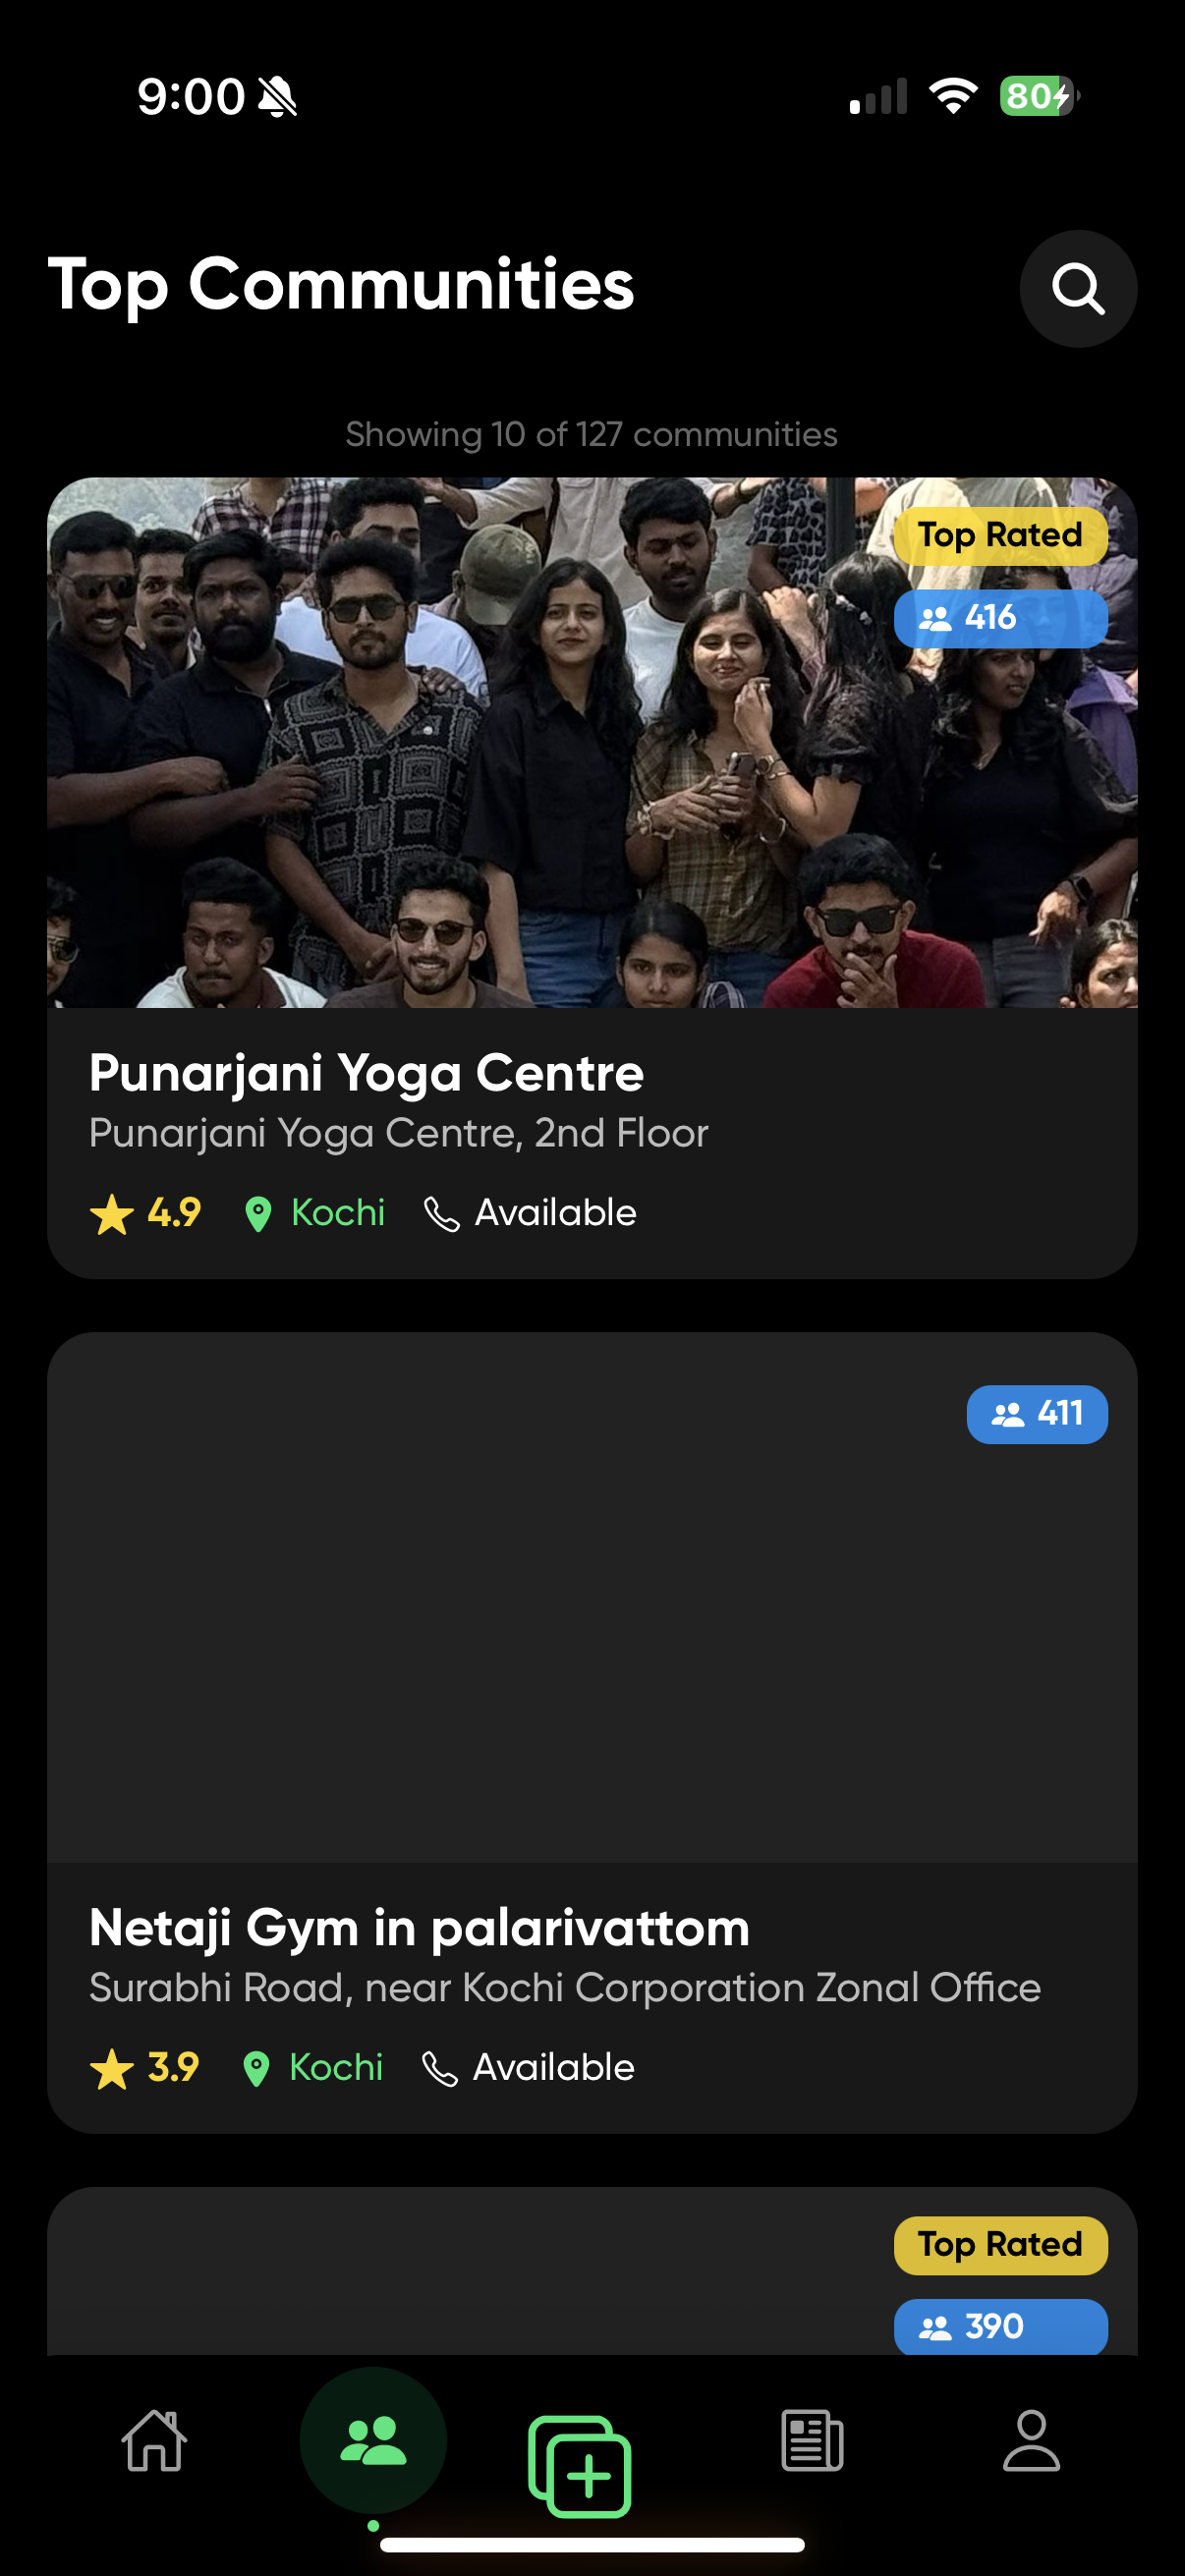 9:00
80
Top Communities
Showing 10 of 127 communities
Top Rated
416
Punarjani Yoga Centre
Punarjani Yoga Centre, 2nd Floor
4.9 Kochi Available
411
Netaji Gym in palarivattom
Surabhi Road, near Kochi Corporation Zonal Office
3.9 Kochi Available
Top Rated
390